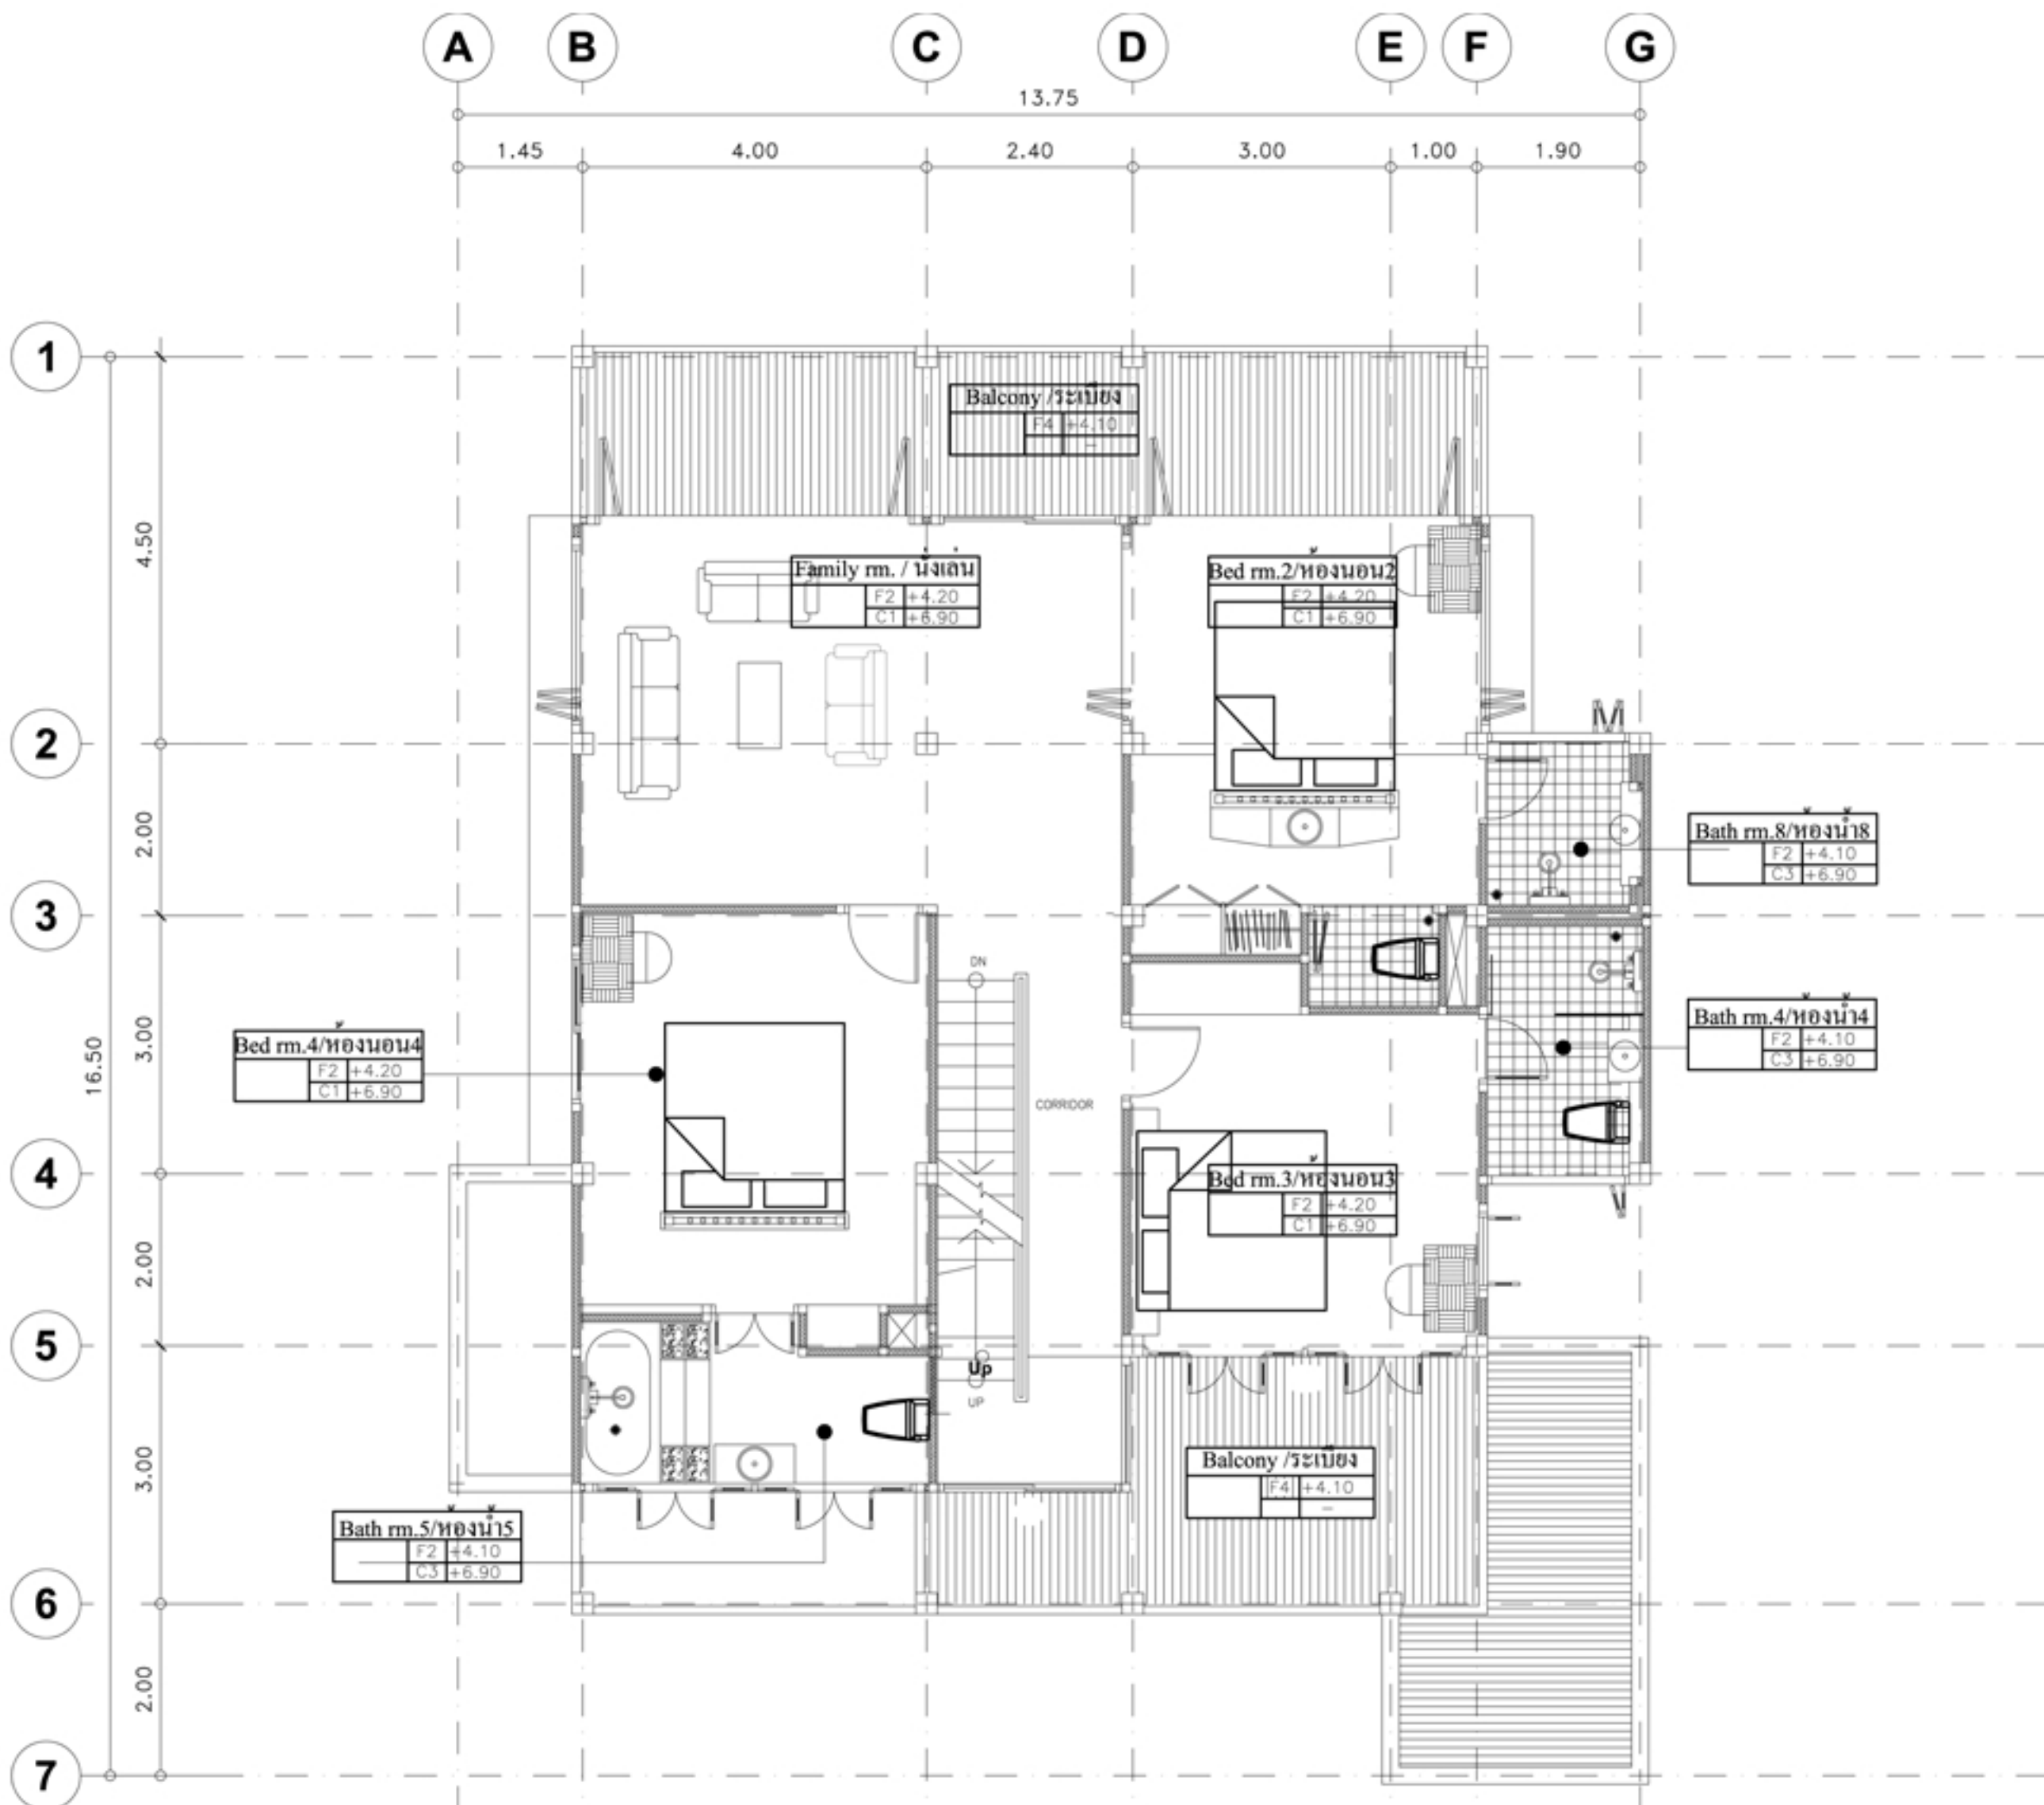 A B C D E F G
13.75
1.45 4.00 2.40 3.00 1.00 1.90
1
Balcony /ระเบียง
F4 +4.10
-
4.50
Family rm. / นั่งเล่น
F2 +4.20
C1 +6.90
Bed rm.2/ห้องนอน2
F2 +4.20
C1 +6.90
2
2.00
Bath rm.8/ห้องน้ำ8
F2 +4.10
C3 +6.90
3
DN
3.00
16.50
Bed rm.4/ห้องนอน4
F2 +4.20
C1 +6.90
Bath rm.4/ห้องน้ำ4
F2 +4.10
C3 +6.90
CORRIDOR
4
Bed rm.3/ห้องนอน3
F2 +4.20
C1 +6.90
2.00
5
Up
UP
3.00
Balcony /ระเบียง
F4 +4.10
-
Bath rm.5/ห้องน้ำ5
F2 +4.10
C3 +6.90
6
2.00
7